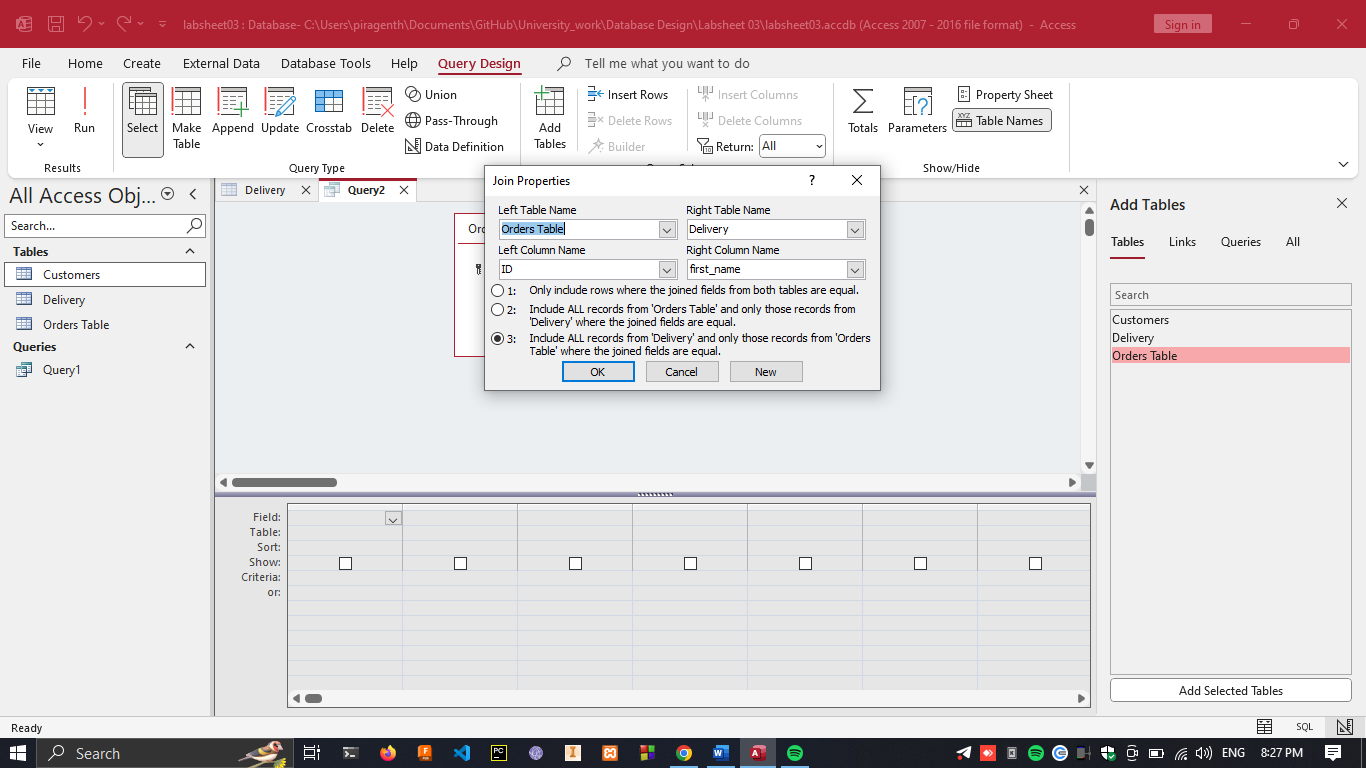 labsheet03 : Database- C:\Users\piragenth\Documents\GitHub\University_work\Database Design\Labsheet 03\labsheet03.accdb (Access 2007 - 2016 file format) - Access
Sign in
File Home Create External Data Database Tools Help Query Design Tell me what you want to do
View
Run
Results
Select
Make Table
Append
Update
Crosstab
Delete
Union
Pass-Through
Data Definition
Query Type
Add Tables
Insert Rows
Delete Rows
Builder
Insert Columns
Delete Columns
Return: All
Totals
Parameters
Property Sheet
XYZ Table Names
Show/Hide
All Access Obj...
Search...
Tables
Customers
Delivery
Orders Table
Queries
Query1
Delivery
Query2
Join Properties
?
Left Table Name
Right Table Name
Orders Table
Delivery
Left Column Name
Right Column Name
ID
first_name
1: Only include rows where the joined fields from both tables are equal.
2: Include ALL records from 'Orders Table' and only those records from
'Delivery' where the joined fields are equal.
3: Include ALL records from 'Delivery' and only those records from 'Orders
Table' where the joined fields are equal.
OK
Cancel
New
Field:
Table:
Sort:
Show:
Criteria:
or:
Add Tables
Tables Links Queries All
Search
Customers
Delivery
Orders Table
Add Selected Tables
Ready
SQL
Search
ENG
8:27 PM